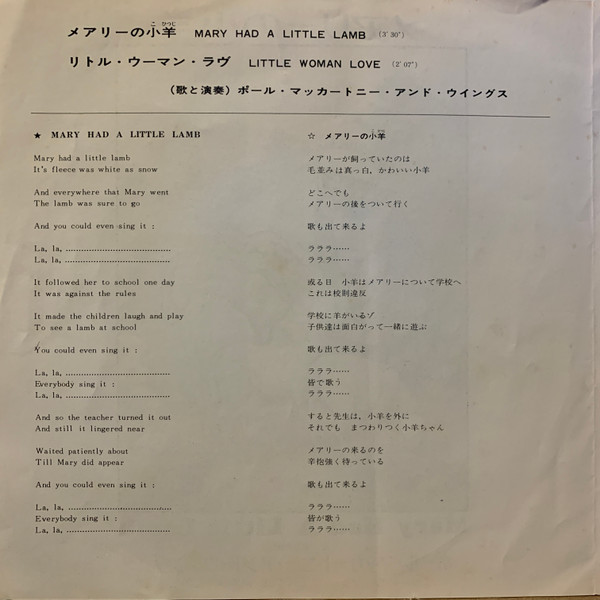 メアリーの小羊 MARY HAD A LITTLE LAMB (3′30″)
リトル・ウーマン・ラヴ LITTLE WOMAN LOVE (2′07″)
(歌と演奏) ポール・マッカートニー・アンド・ウイングス
★ MARY HAD A LITTLE LAMB
Mary had a little lamb
It's fleece was white as snow
And everywhere that Mary went
The lamb was sure to go
And you could even sing it :
La, la, ........................................
La, la, ........................................
It followed her to school one day
It was against the rules
It made the children laugh and play
To see a lamb at school
You could even sing it :
La, la, ........................................
Everybody sing it :
La, la, ........................................
And so the teacher turned it out
And still it lingered near
Waited patiently about
Till Mary did appear
And you could even sing it :
La, la, ........................................
Everybody sing it :
La, la, ........................................
☆ メアリーの小羊
メアリーが飼っていたのは
毛並みは真っ白，かわいい小羊
どこへでも
メアリーの後をついて行く
歌も出て来るよ
ラララ……
ラララ……
或る日　小羊はメアリーについて学校へ
これは校則違反
学校に羊がいるゾ
子供達は面白がって一緒に遊ぶ
歌も出て来るよ
ラララ……
皆で歌う
ラララ……
すると先生は，小羊を外に
それでも　まつわりつく小羊ちゃん
メアリーの来るのを
辛抱強く待っている
歌も出て来るよ
ラララ……
皆が歌う
ラララ……